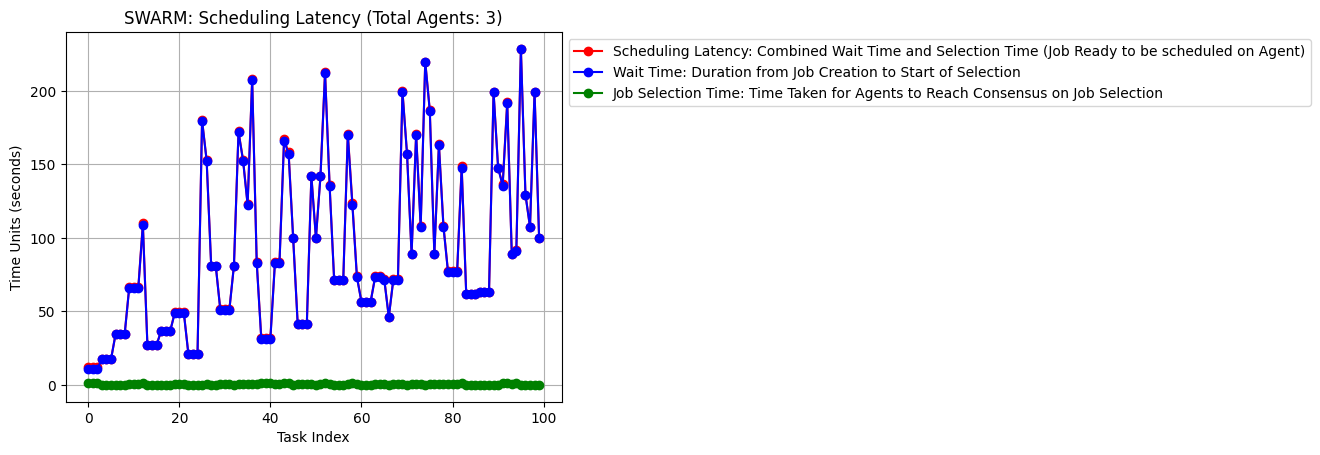 SWARM: Scheduling Latency (Total Agents: 3)
Scheduling Latency: Combined Wait Time and Selection Time (Job Ready to be scheduled on Agent)
Wait Time: Duration from Job Creation to Start of Selection
Job Selection Time: Time Taken for Agents to Reach Consensus on Job Selection
Time Units (seconds)
200
150
100
50
0
0 20 40 60 80 100
Task Index